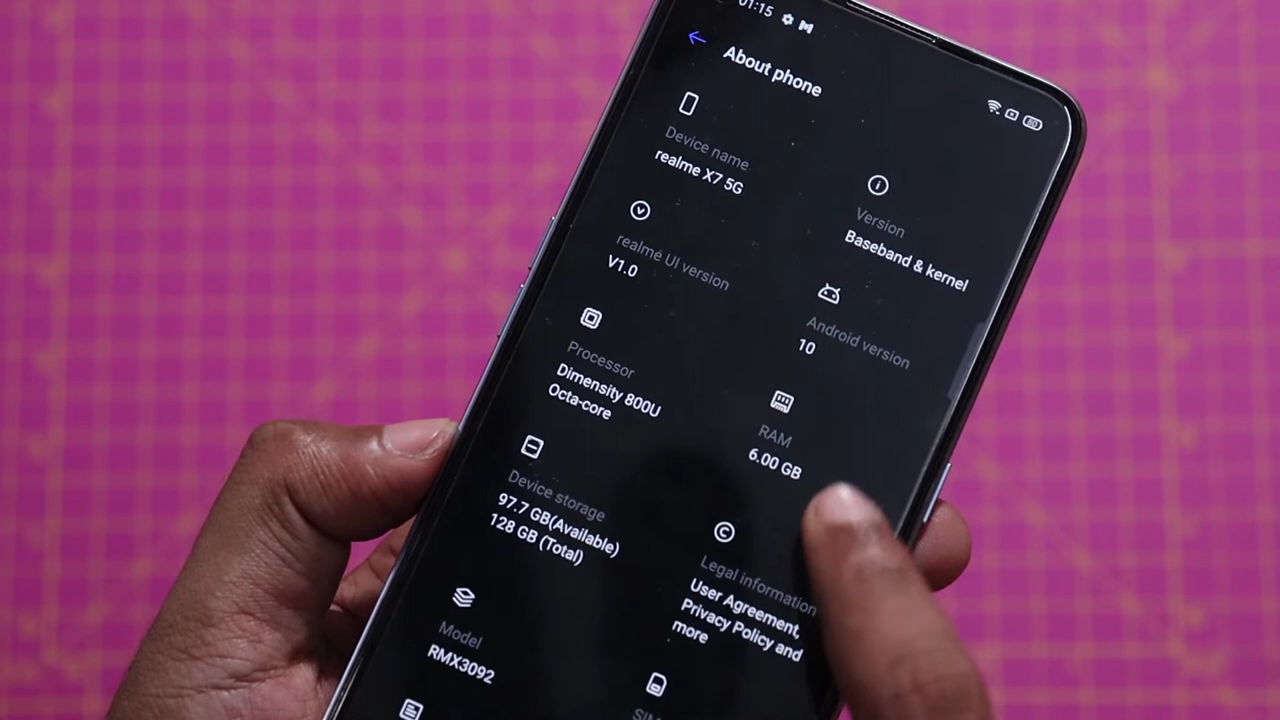 01:15
80
About phone
Device name
realme X7 5G
Version
Baseband & kernel
realme UI version
V1.0
Android version
10
Processor
Dimensity 800U
Octa-core
RAM
6.00 GB
Device storage
97.7 GB(Available)
128 GB (Total)
Legal information
User Agreement,
Privacy Policy and
more
Model
RMX3092